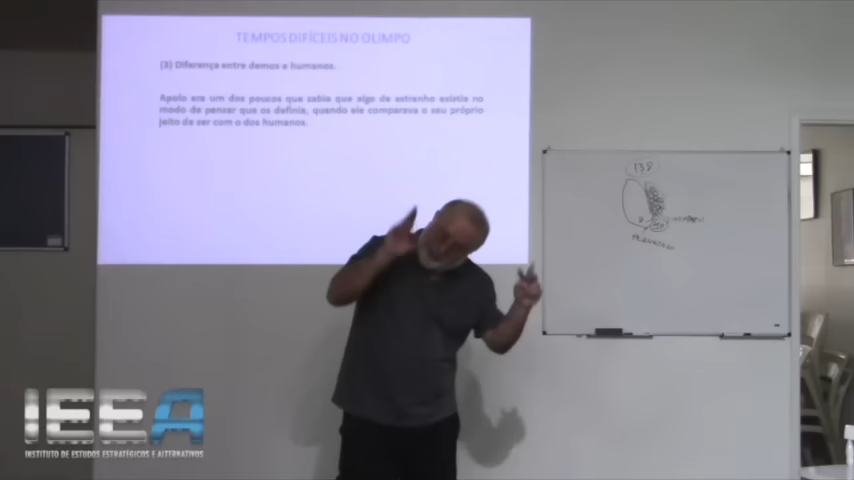 TEMPOS DIFÍCEIS NO OLIMPO
(3) Diferença entre demos e humanos.
Apolo era um dos poucos que sabia que algo de estranho existia no
modo de pensar que os definia, quando ele comparava o seu próprio
jeito de ser com o dos humanos.
138
IEEA
INSTITUTO DE ESTUDOS ESTRATÉGICOS E ALTERNATIVOS